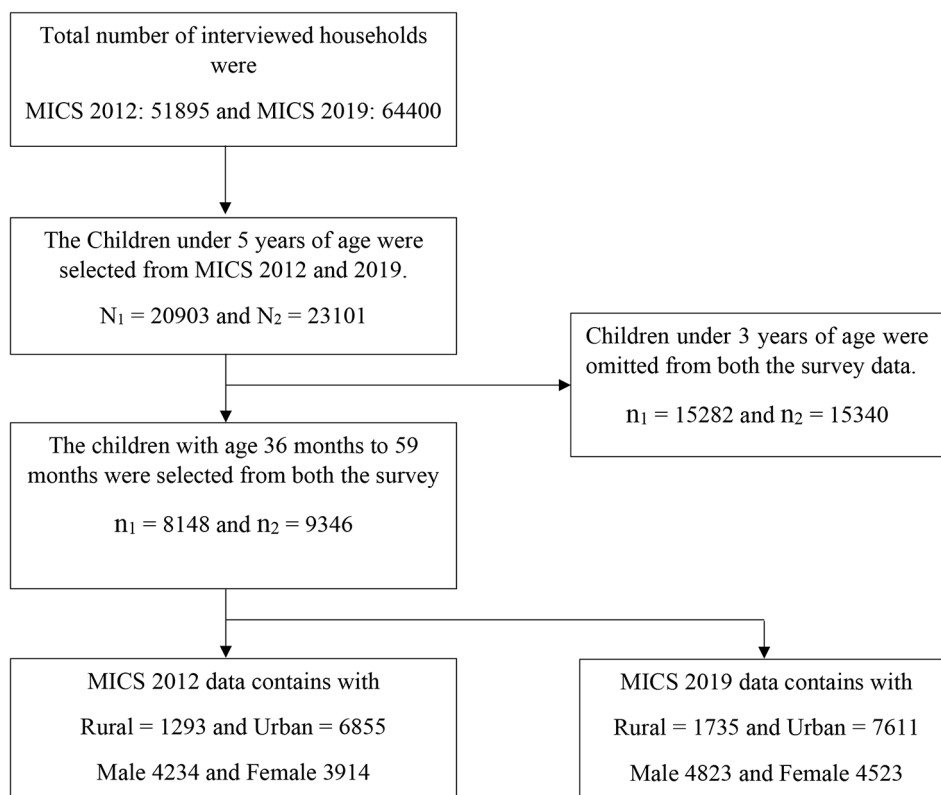 Total number of interviewed households
were
MICS 2012: 51895 and MICS 2019: 64400
The Children under 5 years of age were
selected from MICS 2012 and 2019.
N₁ = 20903 and N₂ = 23101
Children under 3 years of age were
omitted from both the survey data.
n₁ = 15282 and n₂ = 15340
The children with age 36 months to 59
months were selected from both the survey
n₁ = 8148 and n₂ = 9346
MICS 2012 data contains with
Rural = 1293 and Urban = 6855
Male 4234 and Female 3914
MICS 2019 data contains with
Rural = 1735 and Urban = 7611
Male 4823 and Female 4523